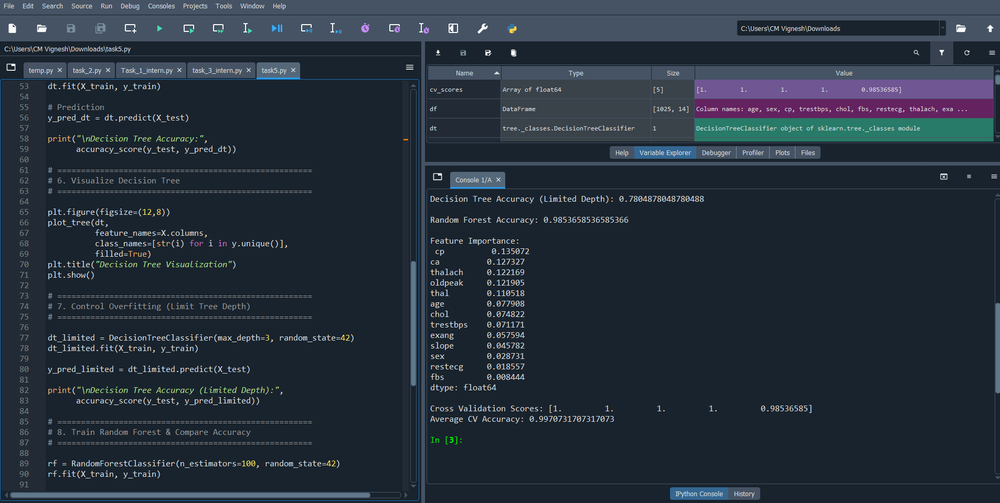 File Edit Search Source Run Debug Consoles Projects Tools Window Help
C:\Users\CM Vignesh\Downloads
C:\Users\CM Vignesh\Downloads\task5.py
temp.py task_2.py Task_1_intern.py task_3_intern.py task5.py
53 dt.fit(X_train, y_train)
54
55 # Prediction
56 y_pred_dt = dt.predict(X_test)
57
58 print("\nDecision Tree Accuracy:",
59 accuracy_score(y_test, y_pred_dt))
60
61 # ======================================================
62 # 6. Visualize Decision Tree
63 # ======================================================
64
65 plt.figure(figsize=(12,8))
66 plot_tree(dt,
67 feature_names=X.columns,
68 class_names=[str(i) for i in y.unique()],
69 filled=True)
70 plt.title("Decision Tree Visualization")
71 plt.show()
72
73 # ======================================================
74 # 7. Control Overfitting (Limit Tree Depth)
75 # ======================================================
76
77 dt_limited = DecisionTreeClassifier(max_depth=3, random_state=42)
78 dt_limited.fit(X_train, y_train)
79
80 y_pred_limited = dt_limited.predict(X_test)
81
82 print("\nDecision Tree Accuracy (Limited Depth):",
83 accuracy_score(y_test, y_pred_limited))
84
85 # ======================================================
86 # 8. Train Random Forest & Compare Accuracy
87 # ======================================================
88
89 rf = RandomForestClassifier(n_estimators=100, random_state=42)
90 rf.fit(X_train, y_train)
91
Name Type Size Value
cv_scores Array of float64 [5] [1. 1. 1. 1. 0.98536585]
df DataFrame [1025, 14] Column names: age, sex, cp, trestbps, chol, fbs, restecg, thalach, exa ...
dt tree._classes.DecisionTreeClassifier 1 DecisionTreeClassifier object of sklearn.tree._classes module
Help Variable Explorer Debugger Profiler Plots Files
Console 1/A
Decision Tree Accuracy (Limited Depth): 0.7804878048780488
Random Forest Accuracy: 0.9853658536585366
Feature Importance:
cp 0.135072
ca 0.127327
thalach 0.122169
oldpeak 0.121905
thal 0.110518
age 0.077908
chol 0.074822
trestbps 0.071171
exang 0.057594
slope 0.045782
sex 0.028731
restecg 0.018557
fbs 0.008444
dtype: float64
Cross Validation Scores: [1. 1. 1. 1. 0.98536585]
Average CV Accuracy: 0.9970731707317073
In [3]:
IPython Console History